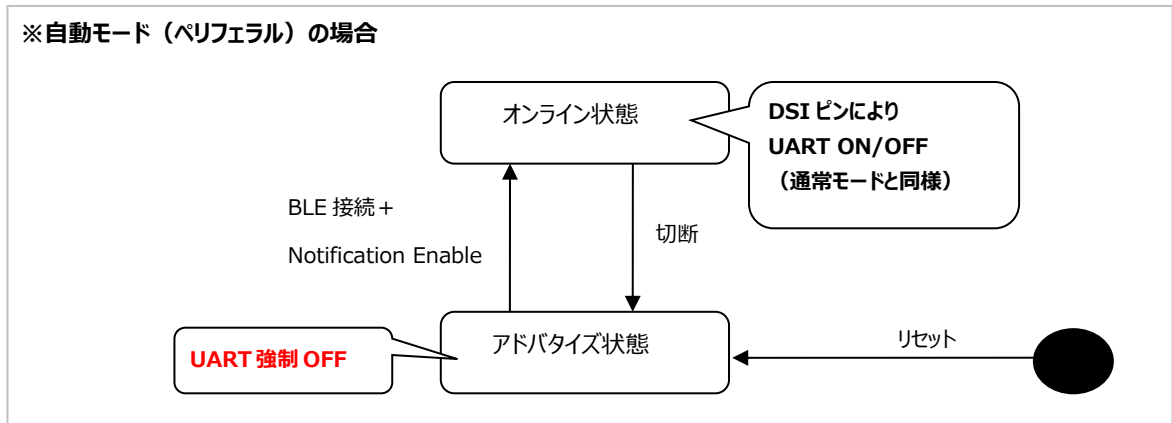 ※自動モード（ペリフェラル）の場合
オンライン状態
DSI ピンにより
UART ON/OFF
（通常モードと同様）
BLE 接続＋
Notification Enable
切断
アドバタイズ状態
UART 強制 OFF
リセット